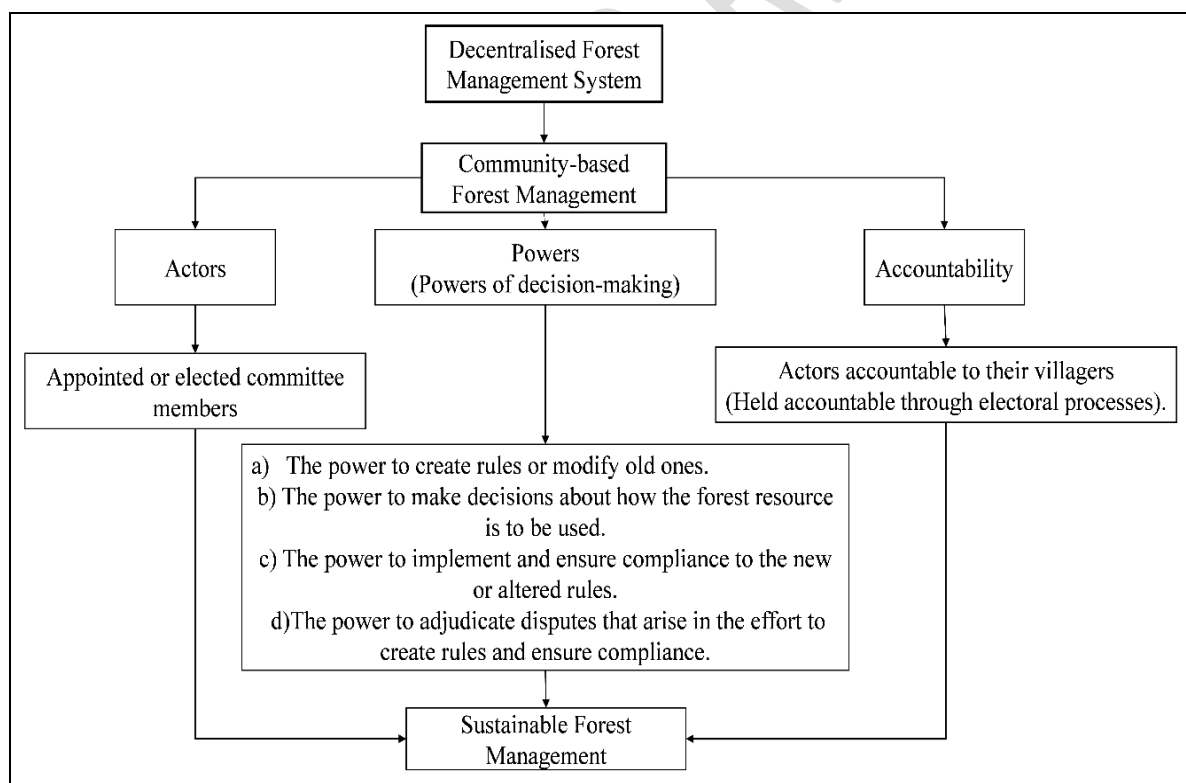 Decentralised Forest
Management System
Community-based
Forest Management
Actors
Powers
(Powers of decision-making)
Accountability
Appointed or elected committee
members
Actors accountable to their villagers
(Held accountable through electoral processes).
a) The power to create rules or modify old ones.
b) The power to make decisions about how the forest resource
is to be used.
c) The power to implement and ensure compliance to the new
or altered rules.
d)The power to adjudicate disputes that arise in the effort to
create rules and ensure compliance.
Sustainable Forest
Management